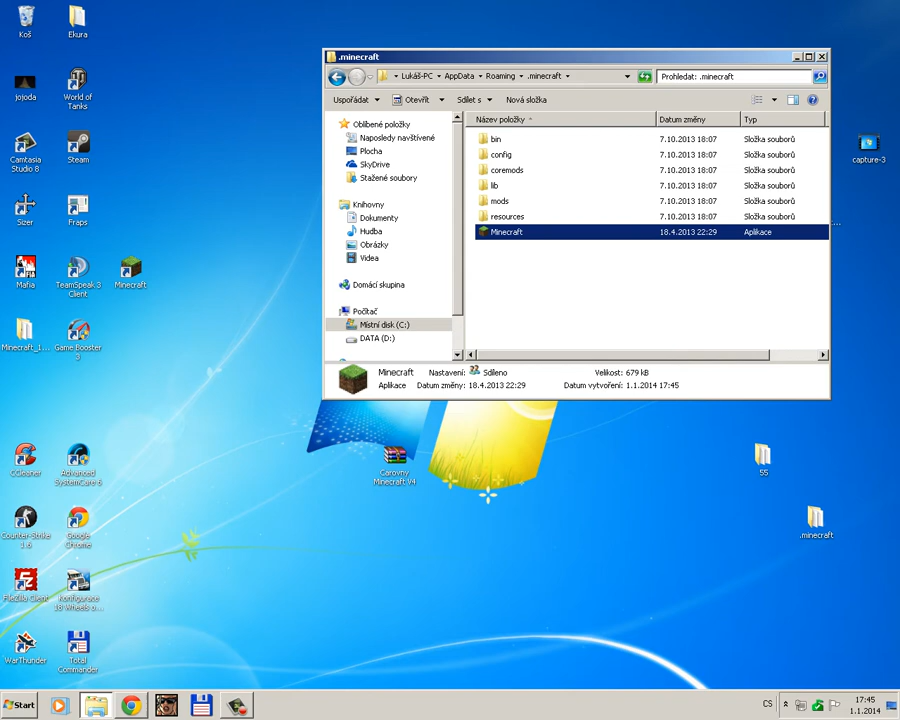 Koš
Ekura
jojoda
World of
Tanks
Camtasia
Studio 8
Steam
Sizer
Fraps
Mafia
TeamSpeak 3
Client
Minecraft
Minecraft_1...
Game Booster
3
CCleaner
Advanced
SystemCare 6
Counter-Strike
1.6
Google
Chrome
FileZilla Client
Konfigurace
18 Wheels o...
WarThunder
Total
Commander
.minecraft
Lukáš-PC
AppData
Roaming
.minecraft
Prohledat: .minecraft
Uspořádat
Otevřít
Sdílet s
Nová složka
Oblíbené položky
Naposledy navštívené
Plocha
SkyDrive
Stažené soubory
Knihovny
Dokumenty
Hudba
Obrázky
Videa
Domácí skupina
Počítač
Místní disk (C:)
DATA (D:)
Název položky
Datum změny
Typ
bin 7.10.2013 18:07 Složka souborů
config 7.10.2013 18:07 Složka souborů
coremods 7.10.2013 18:07 Složka souborů
lib 7.10.2013 18:07 Složka souborů
mods 7.10.2013 18:07 Složka souborů
resources 7.10.2013 18:07 Složka souborů
Minecraft 18.4.2013 22:29 Aplikace
Minecraft Nastavení: Sdíleno Velikost: 679 kB
Aplikace Datum změny: 18.4.2013 22:29 Datum vytvoření: 1.1.2014 17:45
capture-3
...
Carovny
Minecraft V4
55
.minecraft
Start
CS
17:45
1.1.2014